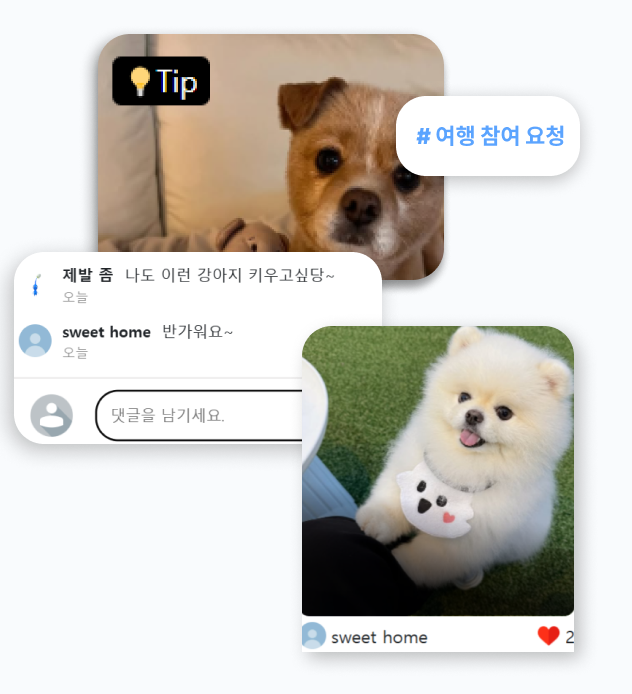 💡Tip
# 여행 참여 요청
제발 좀 나도 이런 강아지 키우고싶당~
오늘
sweet home 반가워요~
오늘
댓글을 남기세요.
sweet home ❤️ 2